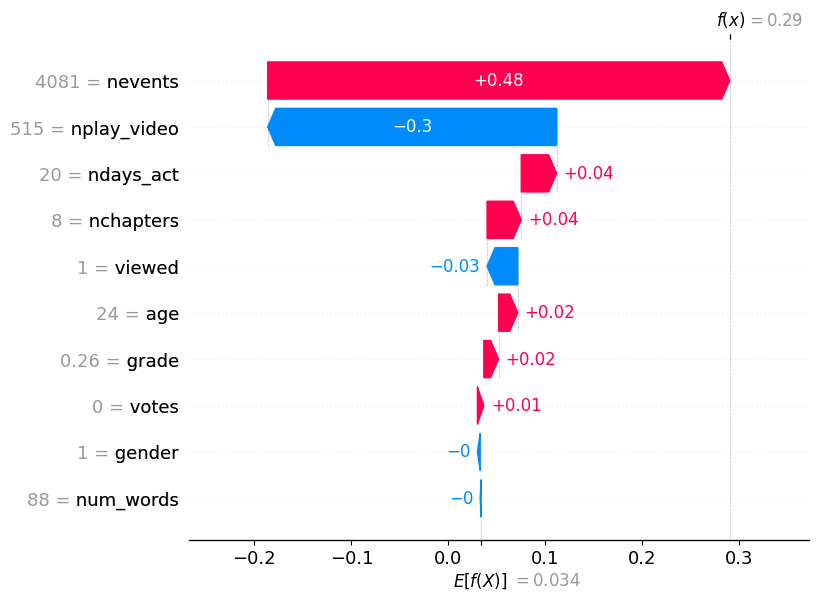 f(x) = 0.29
4081 = nevents +0.48
515 = nplay_video −0.3
20 = ndays_act +0.04
8 = nchapters +0.04
1 = viewed −0.03
24 = age +0.02
0.26 = grade +0.02
0 = votes +0.01
1 = gender −0
88 = num_words −0
−0.2 −0.1 0.0 0.1 0.2 0.3
E[f(X)] = 0.034